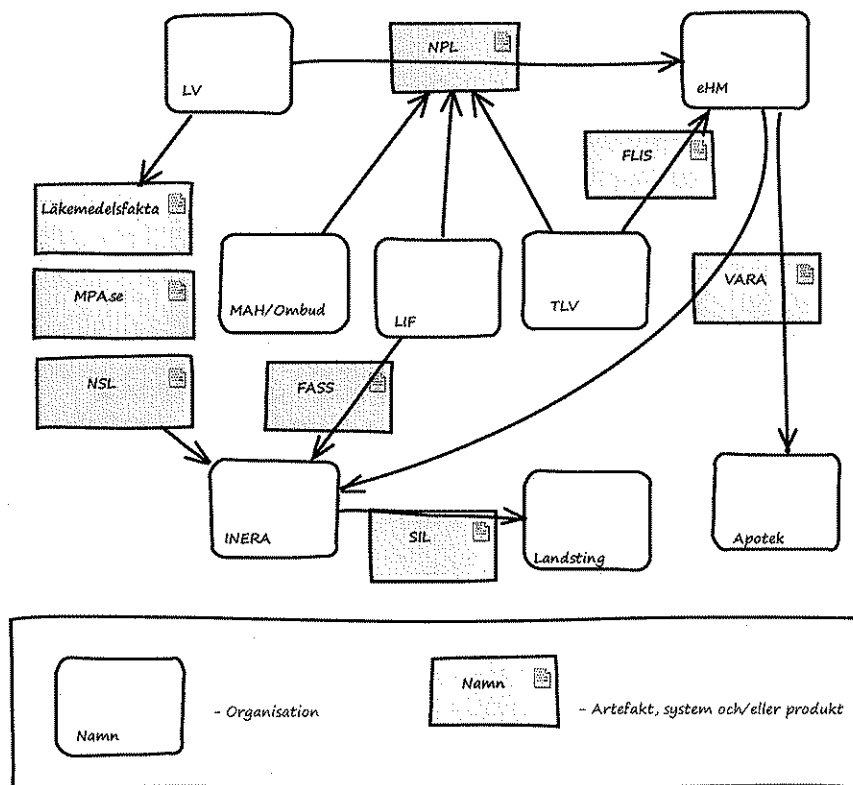 NPL
LV
eHM
FLIS
Läkemedelsfakta
MPA.se
NSL
MAH/Ombud
LIF
TLV
VARA
FASS
INERA
SIL
Landsting
Apotek
Namn
- Organisation
Namn
- Artefakt, system och/eller produkt